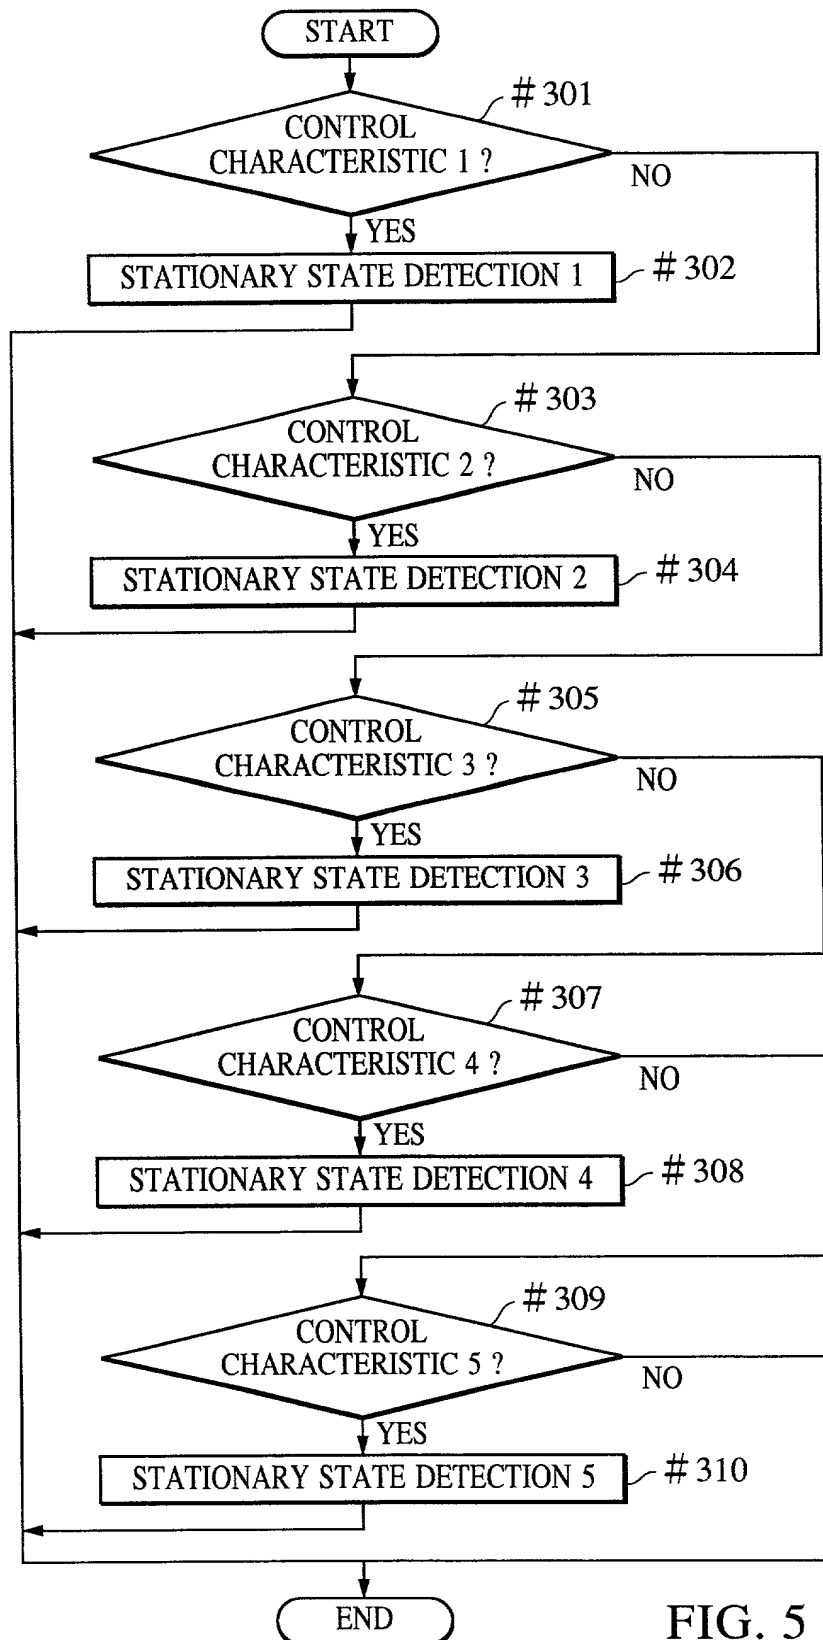 START
# 301
CONTROL
CHARACTERISTIC 1 ?
NO
YES
STATIONARY STATE DETECTION 1
# 302
# 303
CONTROL
CHARACTERISTIC 2 ?
NO
YES
STATIONARY STATE DETECTION 2
# 304
# 305
CONTROL
CHARACTERISTIC 3 ?
NO
YES
STATIONARY STATE DETECTION 3
# 306
# 307
CONTROL
CHARACTERISTIC 4 ?
NO
YES
STATIONARY STATE DETECTION 4
# 308
# 309
CONTROL
CHARACTERISTIC 5 ?
NO
YES
STATIONARY STATE DETECTION 5
# 310
END
FIG. 5